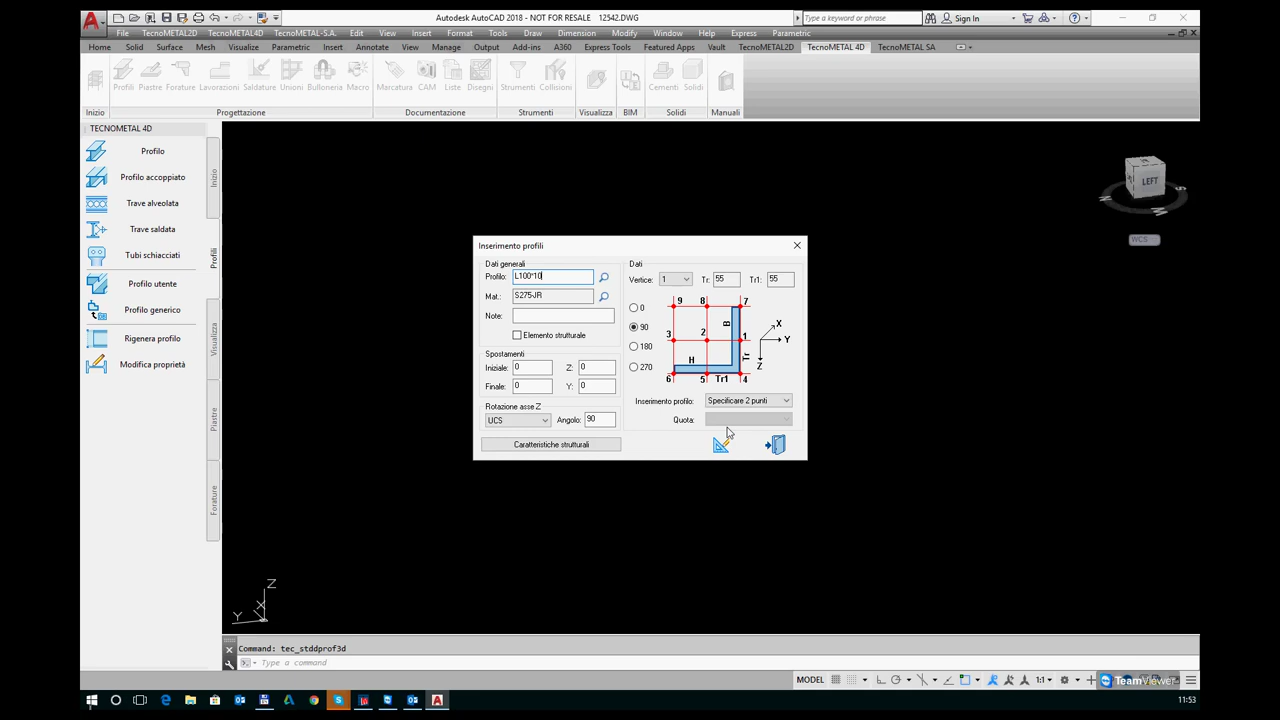 Autodesk AutoCAD 2018 - NOT FOR RESALE 12542.DWG
Type a keyword or phrase
Sign In
File TecnoMETAL2D TecnoMETAL4D TecnoMETAL-S.A. Edit View Insert Format Tools Draw Dimension Modify Window Help Express Parametric
Home Solid Surface Mesh Visualize Parametric Insert Annotate View Manage Output Add-ins A360 Express Tools Featured Apps Vault TecnoMETAL2D TecnoMETAL 4D TecnoMETAL SA
Profili Piastre Forature Lavorazioni Saldature Unioni Bulloneria Macro Marcatura CAM Liste Disegni Strumenti Collisioni Cementi Solidi
Inizio Progettazione Documentazione Strumenti Visualizza BIM Solidi Manuali
TECNOMETAL 4D
Profilo
Profilo accoppiato
Trave alveolata
Trave saldata
Tubi schiacciati
Profilo utente
Profilo generico
Rigenera profilo
Modifica proprietà
Inizio
Profili
Visualizza
Piastre
Forature
LEFT
N
S
W
WCS
Inserimento profili
Dati generali
Profilo: L100*10
Mat.: S275-JR
Note:
Elemento strutturale
Spostamenti
Iniziale: 0 Z: 0
Finale: 0 Y: 0
Rotazione asse Z
UCS Angolo: 90
Caratteristiche strutturali
Dati
Vertice: 1 Tr: 55 Tr1: 55
0
90
180
270
9 8 7
B
3 2 1
H Tr
6 5 Tr1 4
X
Y
Z
Inserimento profilo: Specificare 2 punti
Quota:
Z
X
Y
Command: tec_stddprof3d
Type a command
MODEL
1:1
TeamViewer
11:53